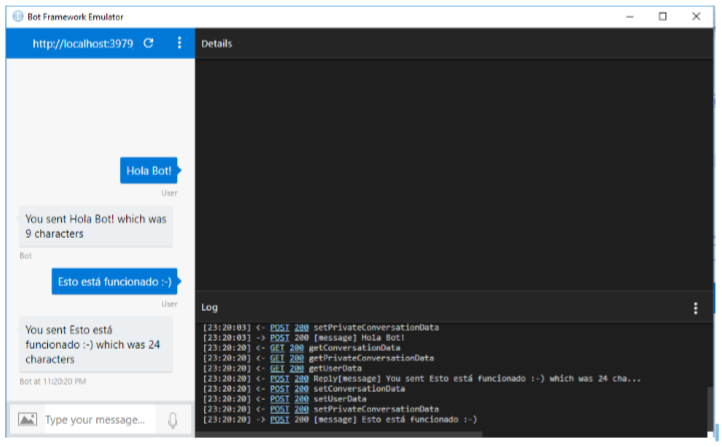 Bot Framework Emulator
http://localhost:3979
Details
Hola Bot!
User
You sent Hola Bot! which was
9 characters
Bot
Esto está funcionado :-)
User
You sent Esto está
funcionado :-) which was 24
characters
Bot at 11:20:20 PM
Type your message...
Log
[23:20:03] <- POST 200 setPrivateConversationData
[23:20:03] -> POST 200 [message] Hola Bot!
[23:20:20] <- GET 200 getConversationData
[23:20:20] <- GET 200 getPrivateConversationData
[23:20:20] <- GET 200 getUserData
[23:20:20] <- POST 200 Reply[message] You sent Esto está funcionado :-) which was 24 cha...
[23:20:20] <- POST 200 setConversationData
[23:20:20] <- POST 200 setUserData
[23:20:20] <- POST 200 setPrivateConversationData
[23:20:20] -> POST 200 [message] Esto está funcionado :-)